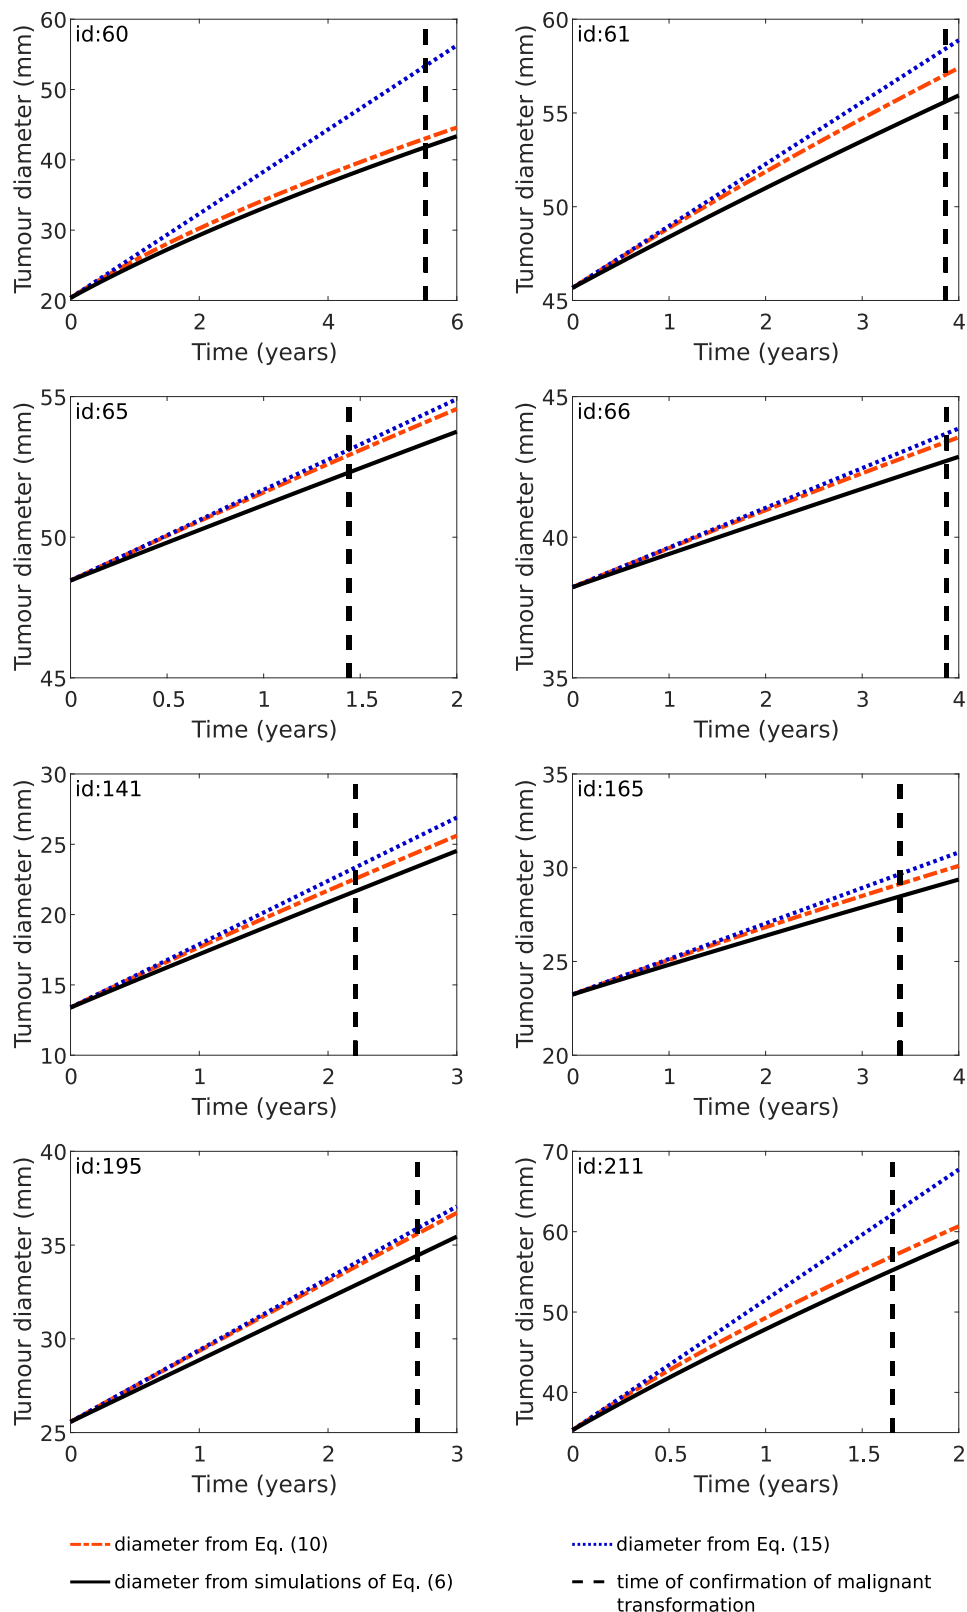 id:60
Tumour diameter (mm)
60
50
40
30
20
0 2 4 6
Time (years)
id:61
Tumour diameter (mm)
60
55
50
45
0 1 2 3 4
Time (years)
id:65
Tumour diameter (mm)
55
50
45
0 0.5 1 1.5 2
Time (years)
id:66
Tumour diameter (mm)
45
40
35
0 1 2 3 4
Time (years)
id:141
Tumour diameter (mm)
30
25
20
15
10
0 1 2 3
Time (years)
id:165
Tumour diameter (mm)
35
30
25
20
0 1 2 3 4
Time (years)
id:195
Tumour diameter (mm)
40
35
30
25
0 1 2 3
Time (years)
id:211
Tumour diameter (mm)
70
60
50
40
0 0.5 1 1.5 2
Time (years)
diameter from Eq. (10)
diameter from Eq. (15)
diameter from simulations of Eq. (6)
time of confirmation of malignant
transformation